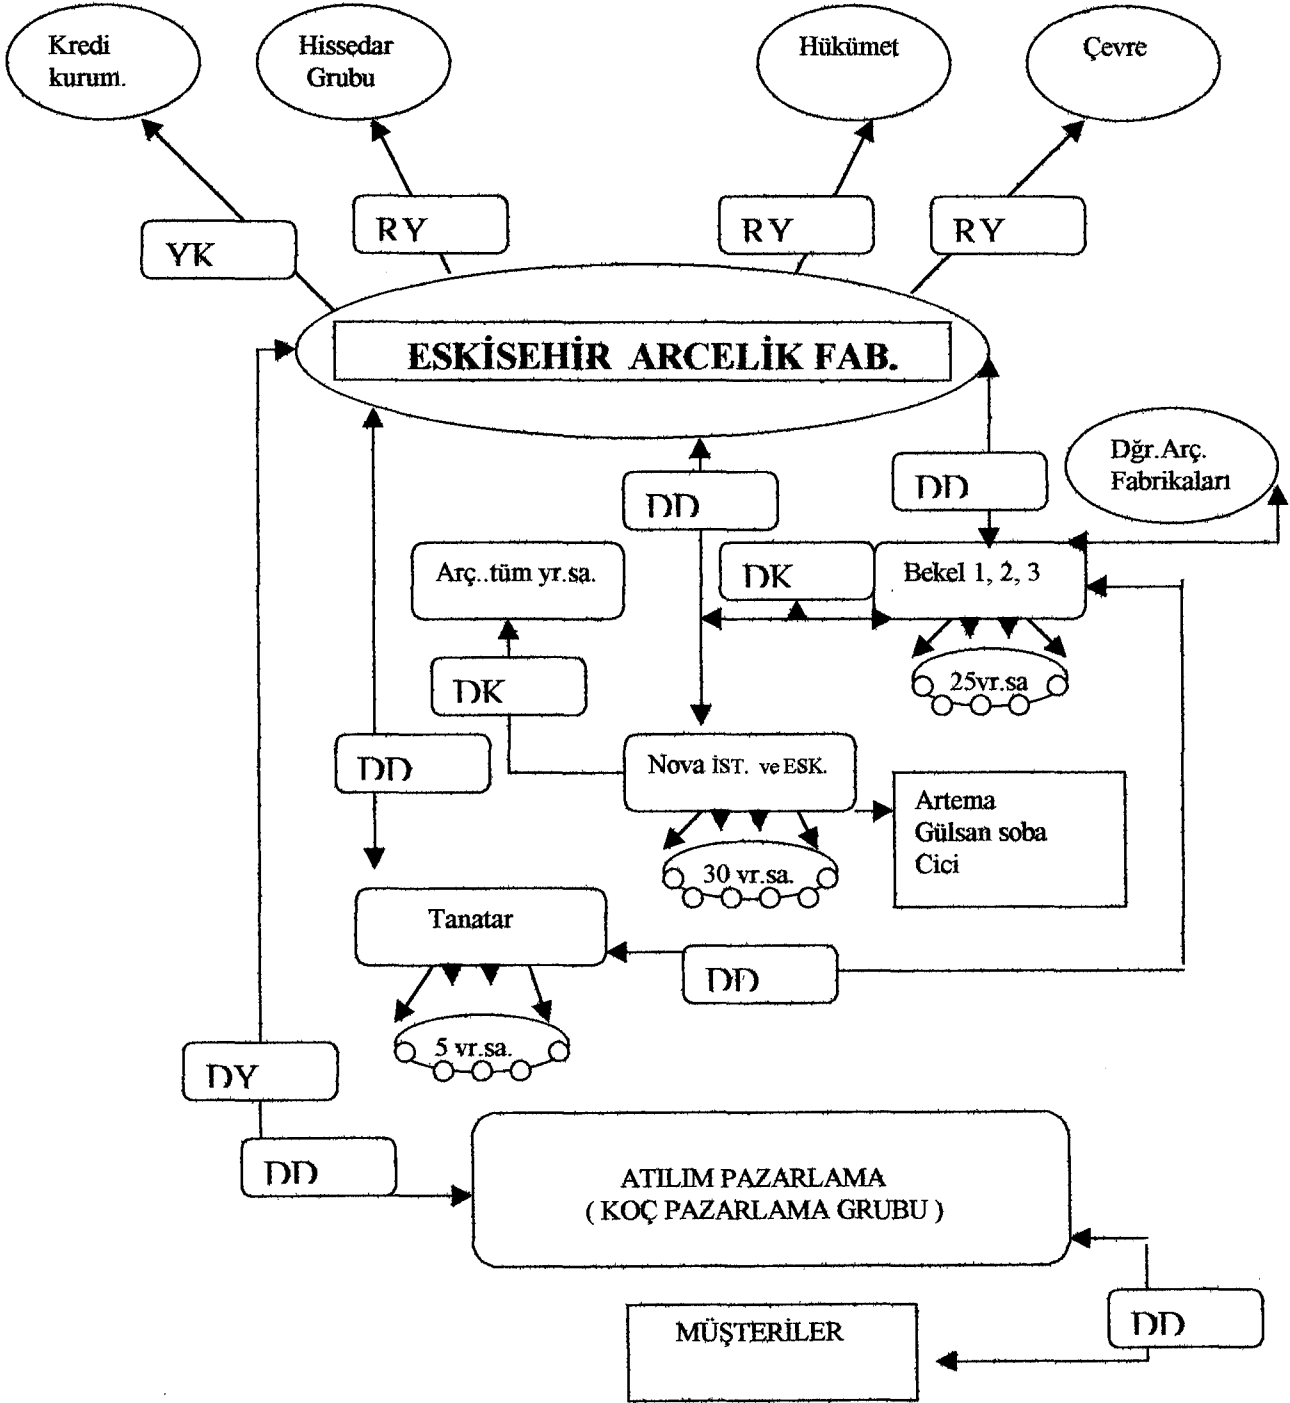 Kredi
kurum.
Hissedar
Grubu
Hükümet
Çevre
YK
RY
RY
RY
ESKİSEHİR ARCELİK FAB.
Dğr.Arç.
Fabrikaları
DD
DD
Arç..tüm yr.sa.
DK
Bekel 1, 2, 3
DK
25vr.sa
DD
Nova İST. ve ESK.
Artema
Gülsan soba
Cici
30 vr.sa.
Tanatar
DD
5 vr.sa.
DY
DD
ATILIM PAZARLAMA
( KOÇ PAZARLAMA GRUBU )
DD
MÜŞTERİLER